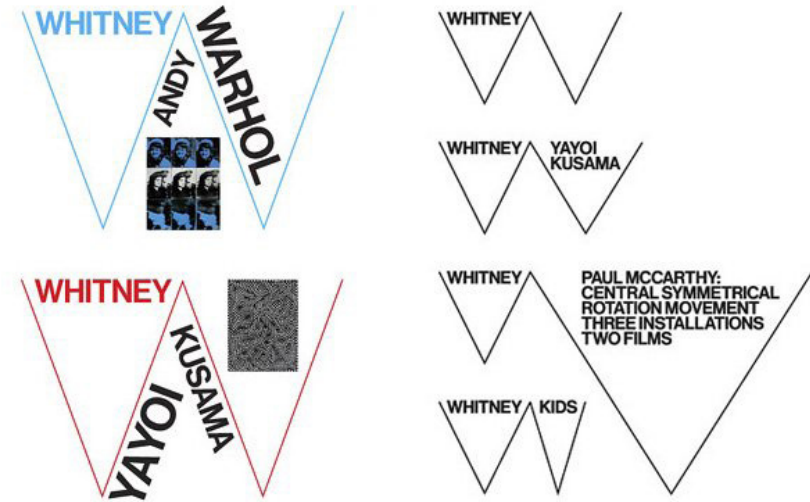 WHITNEY
ANDY
WARHOL
WHITNEY
YAYOI
KUSAMA
WHITNEY
WHITNEY
YAYOI
KUSAMA
WHITNEY
PAUL MCCARTHY:
CENTRAL SYMMETRICAL
ROTATION MOVEMENT
THREE INSTALLATIONS
TWO FILMS
WHITNEY KIDS